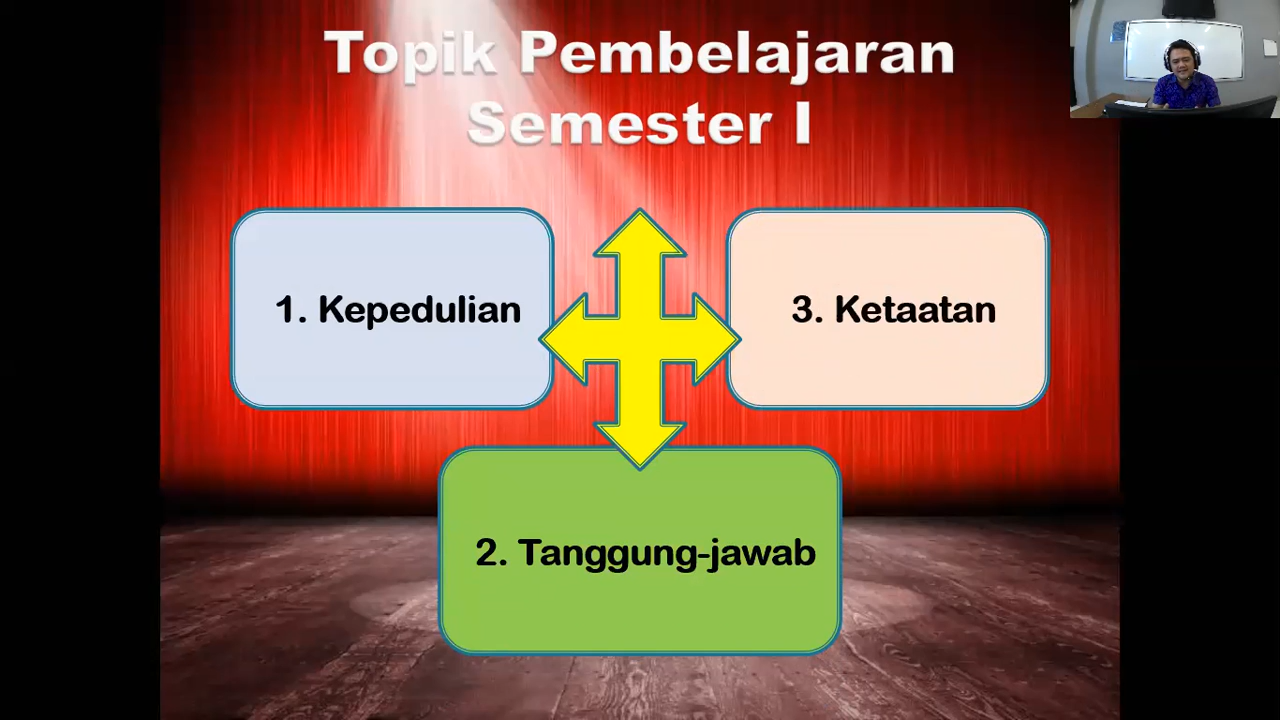 Topik Pembelajaran
Semester I
1. Kepedulian
3. Ketaatan
2. Tanggung-jawab